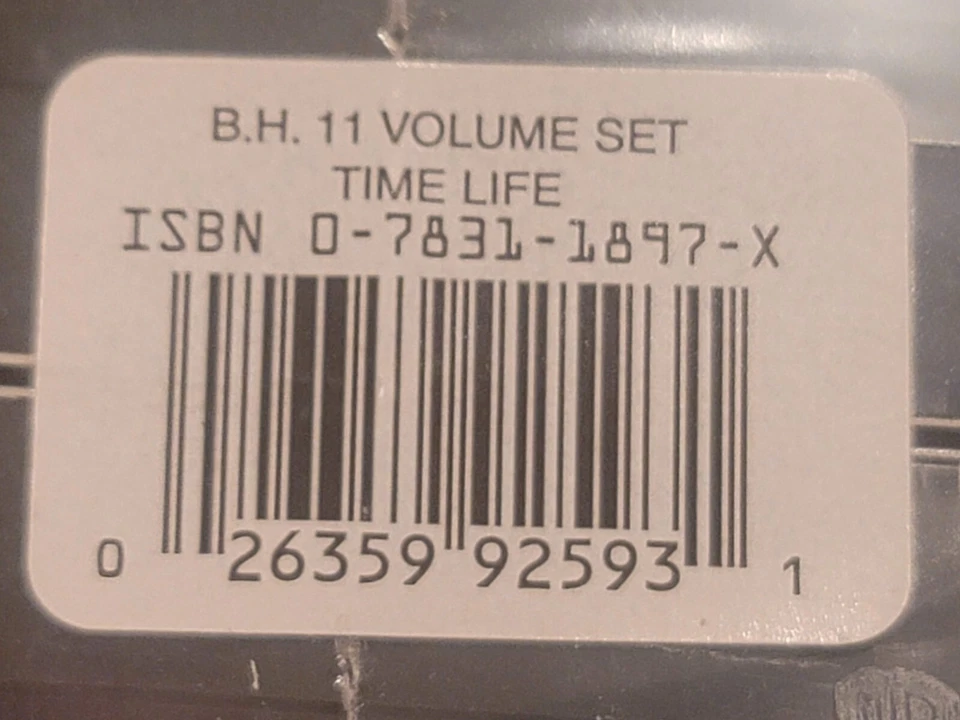 B.H. 11 VOLUME SET
TIME LIFE
ISBN 0-7831-1897-X
0 26359 92593 1